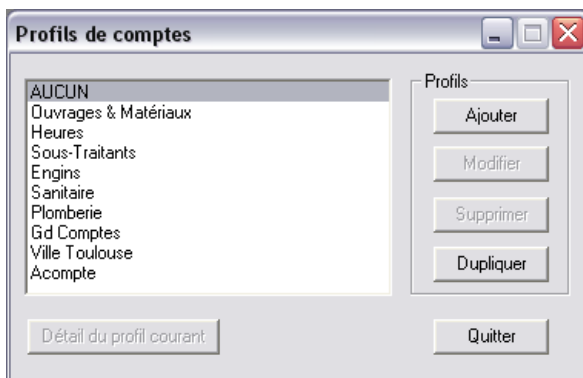 Profils de comptes
AUCUN
Ouvrages & Matériaux
Heures
Sous-Traitants
Engins
Sanitaire
Plomberie
Gd Comptes
Ville Toulouse
Acompte
Profils
Ajouter
Modifier
Supprimer
Dupliquer
Détail du profil courant
Quitter